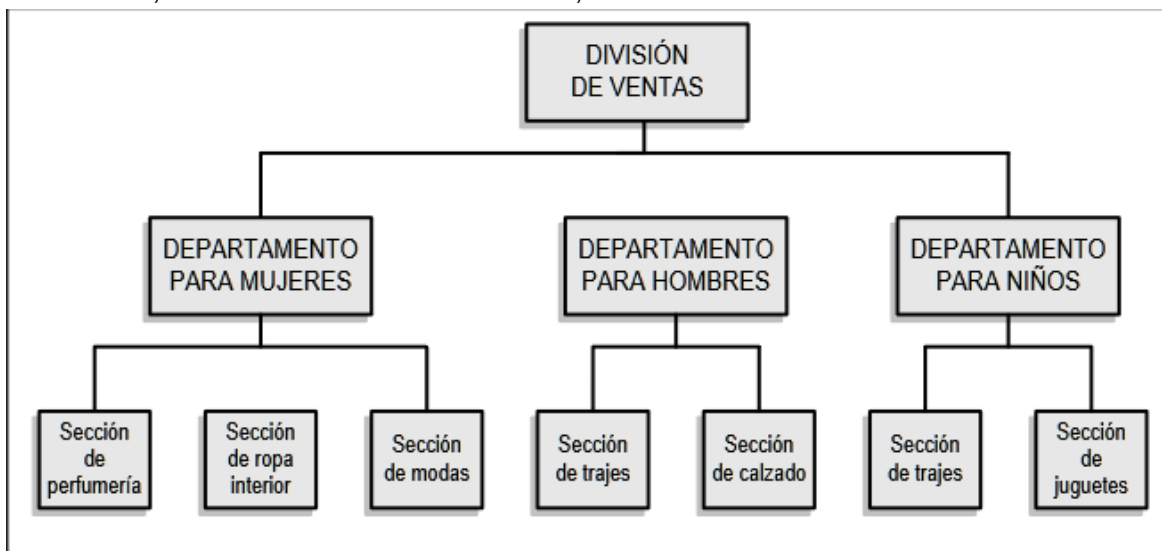 DIVISIÓN
DE VENTAS
DEPARTAMENTO
PARA MUJERES
DEPARTAMENTO
PARA HOMBRES
DEPARTAMENTO
PARA NIÑOS
Sección
de
perfumería
Sección
de ropa
interior
Sección
de modas
Sección
de trajes
Sección
de calzado
Sección
de trajes
Sección
de
juguetes